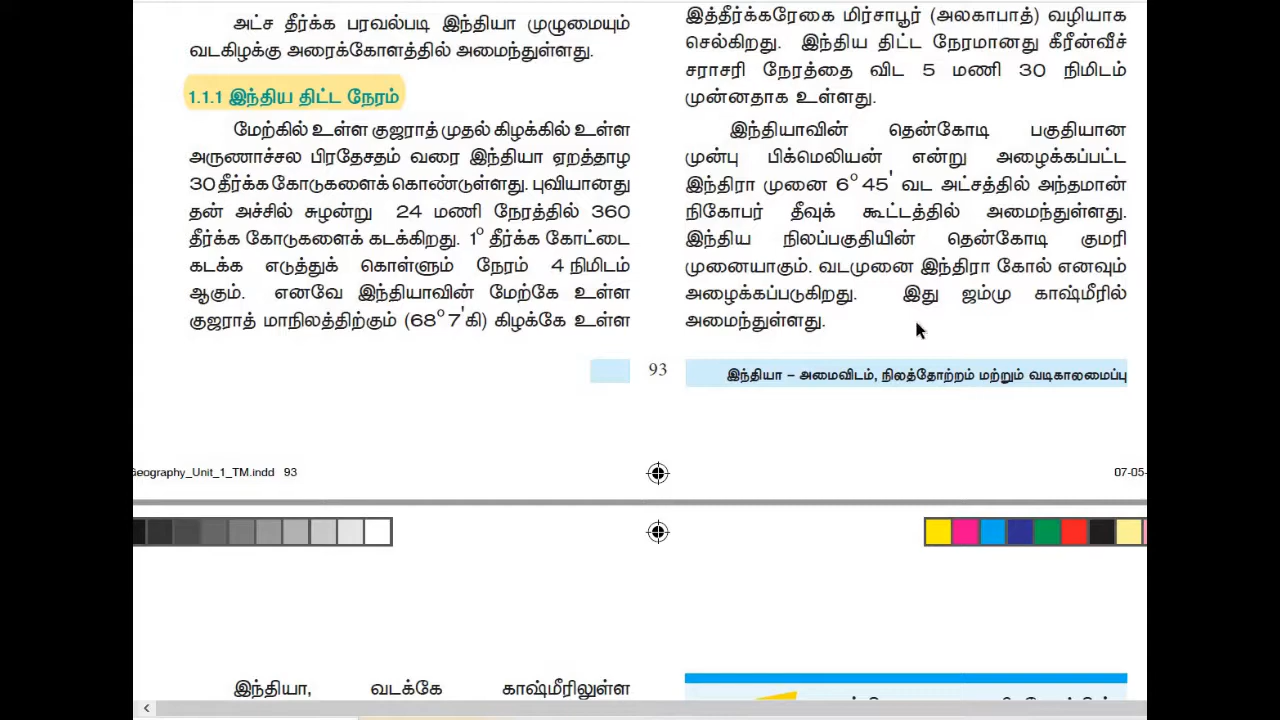 அட்ச தீர்க்க பரவல்படி இந்தியா முழுமையும்
வடகிழக்கு அரைக்கோளத்தில் அமைந்துள்ளது.
1.1.1 இந்திய திட்ட நேரம்
மேற்கில் உள்ள குஜராத் முதல் கிழக்கில் உள்ள
அருணாச்சல பிரதேசதம் வரை இந்தியா ஏறத்தாழ
30 தீர்க்க கோடுகளைக் கொண்டுள்ளது. புவியானது
தன் அச்சில் சுழன்று 24 மணி நேரத்தில் 360
தீர்க்க கோடுகளைக் கடக்கிறது. 1° தீர்க்க கோட்டை
கடக்க எடுத்துக் கொள்ளும் நேரம் 4 நிமிடம்
ஆகும். எனவே இந்தியாவின் மேற்கே உள்ள
குஜராத் மாநிலத்திற்கும் (68° 7'கி) கிழக்கே உள்ள
இத்தீர்க்கரேகை மிர்சாபூர் (அலகாபாத்) வழியாக
செல்கிறது. இந்திய திட்ட நேரமானது கிரீன்வீச்
சராசரி நேரத்தை விட 5 மணி 30 நிமிடம்
முன்னதாக உள்ளது.
இந்தியாவின் தென்கோடி பகுதியான
முன்பு பிக்மெலியன் என்று அழைக்கப்பட்ட
இந்திரா முனை 6° 45' வட அட்சத்தில் அந்தமான்
நிகோபர் தீவுக் கூட்டத்தில் அமைந்துள்ளது.
இந்திய நிலப்பகுதியின் தென்கோடி குமரி
முனையாகும். வடமுனை இந்திரா கோல் எனவும்
அழைக்கப்படுகிறது. இது ஜம்மு காஷ்மீரில்
அமைந்துள்ளது.
93
இந்தியா – அமைவிடம், நிலத்தோற்றம் மற்றும் வடிகாலமைப்பு
Geography_Unit_1_TM.indd 93
07-05-
இந்தியா, வடக்கே காஷ்மீரிலுள்ள